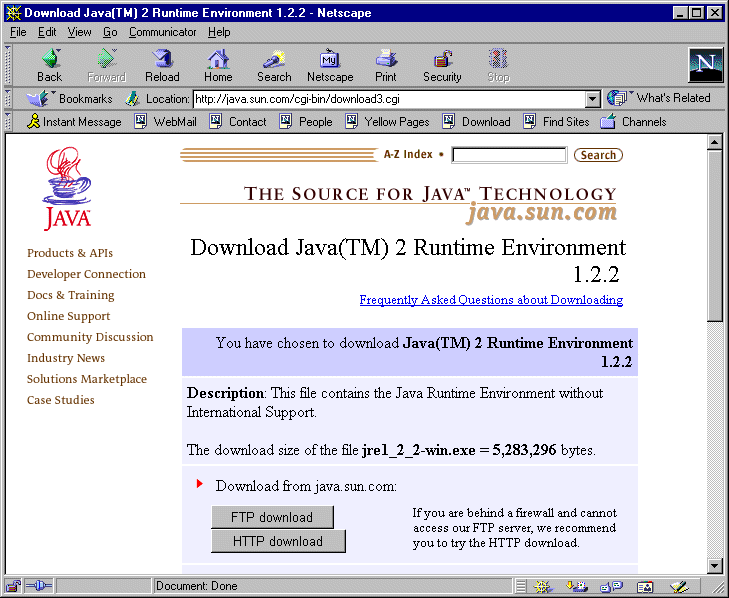 Download Java(TM) 2 Runtime Environment 1.2.2 - Netscape
File Edit View Go Communicator Help
Back Forward Reload Home Search Netscape Print Security Stop
My
N
Bookmarks Location: http://java.sun.com/cgi-bin/download3.cgi What's Related
Instant Message WebMail Contact People Yellow Pages Download Find Sites Channels
A-Z Index • Search
JAVA
THE SOURCE FOR JAVA™ TECHNOLOGY
java.sun.com
Products & APIs
Developer Connection
Docs & Training
Online Support
Community Discussion
Industry News
Solutions Marketplace
Case Studies
Download Java(TM) 2 Runtime Environment
1.2.2
Frequently Asked Questions about Downloading
You have chosen to download Java(TM) 2 Runtime Environment
1.2.2
Description: This file contains the Java Runtime Environment without
International Support.
The download size of the file jre1_2_2-win.exe = 5,283,296 bytes.
Download from java.sun.com:
FTP download
HTTP download
If you are behind a firewall and cannot
access our FTP server, we recommend
you to try the HTTP download.
Document: Done